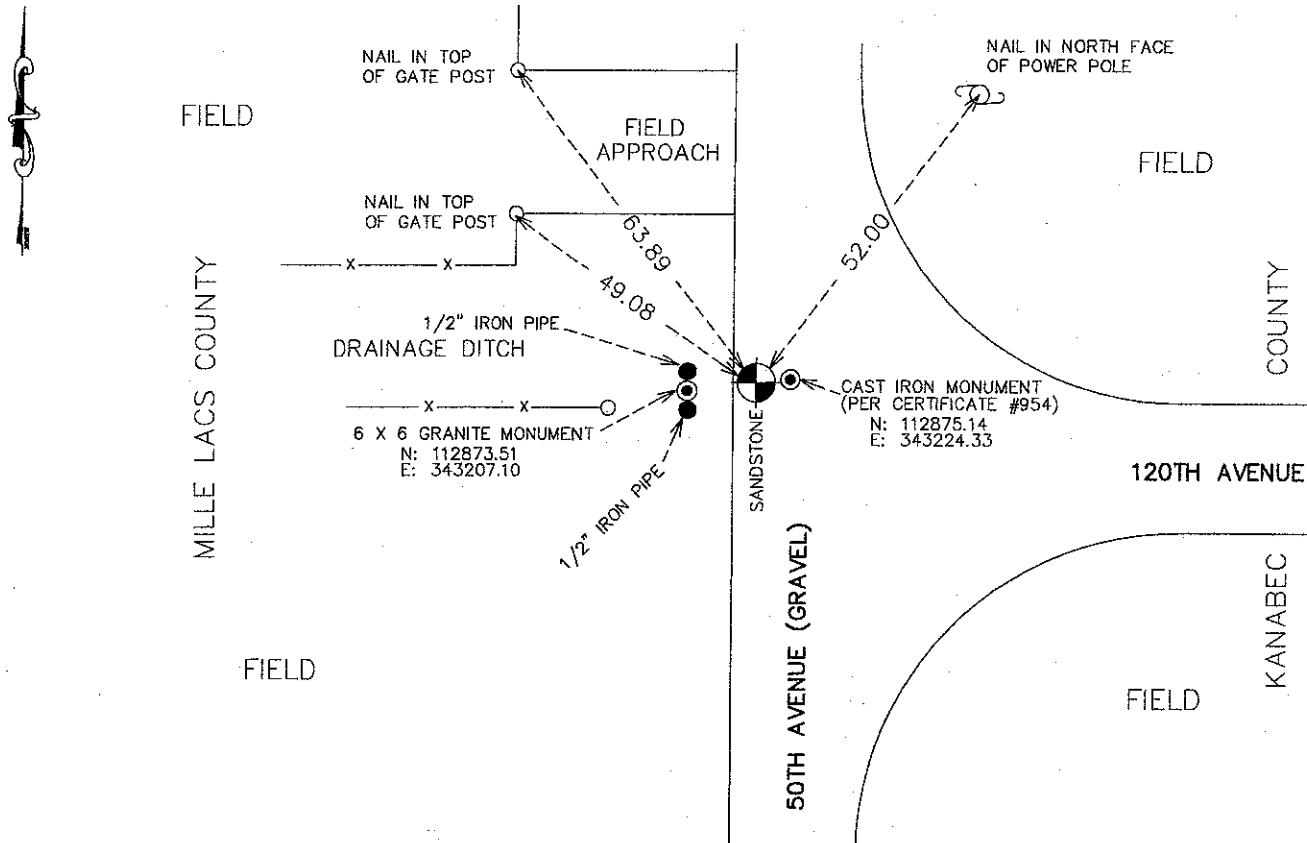 NAIL IN TOP
OF GATE POST
NAIL IN NORTH FACE
OF POWER POLE
FIELD
FIELD
APPROACH
FIELD
NAIL IN TOP
OF GATE POST
63.89
52.00
49.08
MILLE LACS COUNTY
COUNTY
1/2" IRON PIPE
DRAINAGE DITCH
CAST IRON MONUMENT
(PER CERTIFICATE #954)
N: 112875.14
E: 343224.33
6 X 6 GRANITE MONUMENT
N: 112873.51
E: 343207.10
SANDSTONE
120TH AVENUE
1/2" IRON PIPE
50TH AVENUE (GRAVEL)
KANABEC
FIELD
FIELD